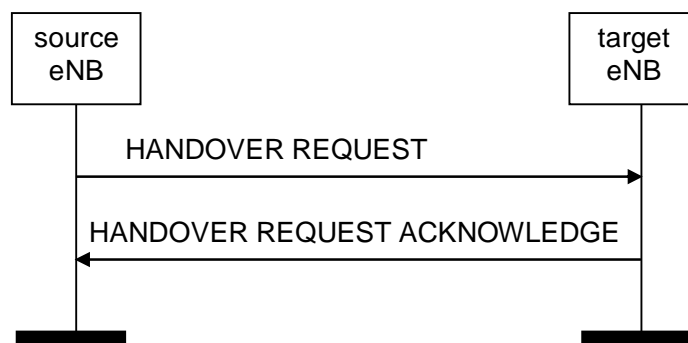 source
eNB
target
eNB
HANDOVER REQUEST
HANDOVER REQUEST ACKNOWLEDGE